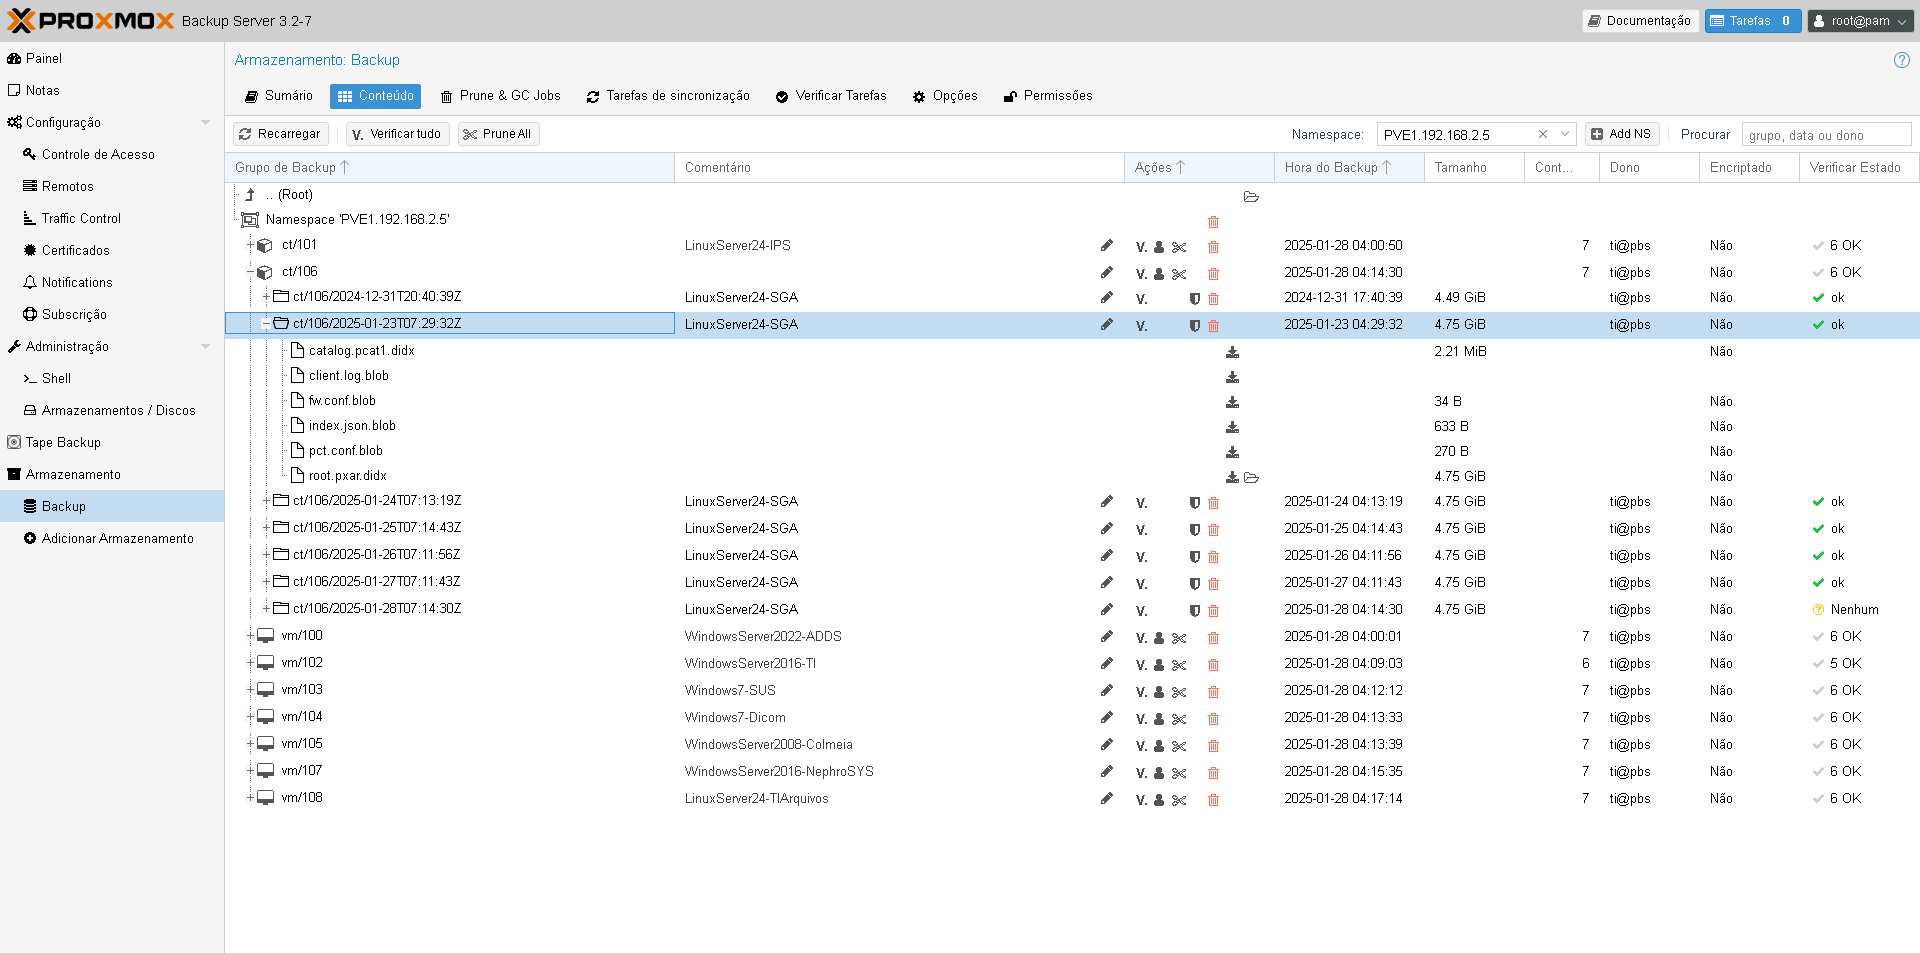 PROXMOX Backup Server 3.2-7 Documentação Tarefas 0 root@pam
Painel
Notas
Configuração
Controle de Acesso
Remotos
Traffic Control
Certificados
Notifications
Subscrição
Administração
Shell
Armazenamentos / Discos
Tape Backup
Armazenamento
Backup
Adicionar Armazenamento
Armazenamento: Backup
Sumário Conteúdo Prune & GC Jobs Tarefas de sincronização Verificar Tarefas Opções Permissões
Recarregar V. Verificar tudo Prune All Namespace: PVE1.192.168.2.5 Add NS Procurar grupo, data ou dono
Grupo de Backup Comentário Ações Hora do Backup Tamanho Cont... Dono Encriptado Verificar Estado
.. (Root)
Namespace 'PVE1.192.168.2.5'
ct/101 LinuxServer24-IPS V. 2025-01-28 04:00:50 7 ti@pbs Não 6 OK
ct/106 V. 2025-01-28 04:14:30 7 ti@pbs Não 6 OK
ct/106/2024-12-31T20:40:39Z LinuxServer24-SGA V. 2024-12-31 17:40:39 4.49 GiB ti@pbs Não ok
ct/106/2025-01-23T07:29:32Z LinuxServer24-SGA V. 2025-01-23 04:29:32 4.75 GiB ti@pbs Não ok
catalog.pcat1.didx 2.21 MiB Não
client.log.blob
fw.conf.blob 34 B Não
index.json.blob 633 B Não
pct.conf.blob 270 B Não
root.pxar.didx 4.75 GiB Não
ct/106/2025-01-24T07:13:19Z LinuxServer24-SGA V. 2025-01-24 04:13:19 4.75 GiB ti@pbs Não ok
ct/106/2025-01-25T07:14:43Z LinuxServer24-SGA V. 2025-01-25 04:14:43 4.75 GiB ti@pbs Não ok
ct/106/2025-01-26T07:11:56Z LinuxServer24-SGA V. 2025-01-26 04:11:56 4.75 GiB ti@pbs Não ok
ct/106/2025-01-27T07:11:43Z LinuxServer24-SGA V. 2025-01-27 04:11:43 4.75 GiB ti@pbs Não ok
ct/106/2025-01-28T07:14:30Z LinuxServer24-SGA V. 2025-01-28 04:14:30 4.75 GiB ti@pbs Não Nenhum
vm/100 WindowsServer2022-ADDS V. 2025-01-28 04:00:01 7 ti@pbs Não 6 OK
vm/102 WindowsServer2016-TI V. 2025-01-28 04:09:03 6 ti@pbs Não 5 OK
vm/103 Windows7-SUS V. 2025-01-28 04:12:12 7 ti@pbs Não 6 OK
vm/104 Windows7-Dicom V. 2025-01-28 04:13:33 7 ti@pbs Não 6 OK
vm/105 WindowsServer2008-Colmeia V. 2025-01-28 04:13:39 7 ti@pbs Não 6 OK
vm/107 WindowsServer2016-NephroSYS V. 2025-01-28 04:15:35 7 ti@pbs Não 6 OK
vm/108 LinuxServer24-TIArquivos V. 2025-01-28 04:17:14 7 ti@pbs Não 6 OK